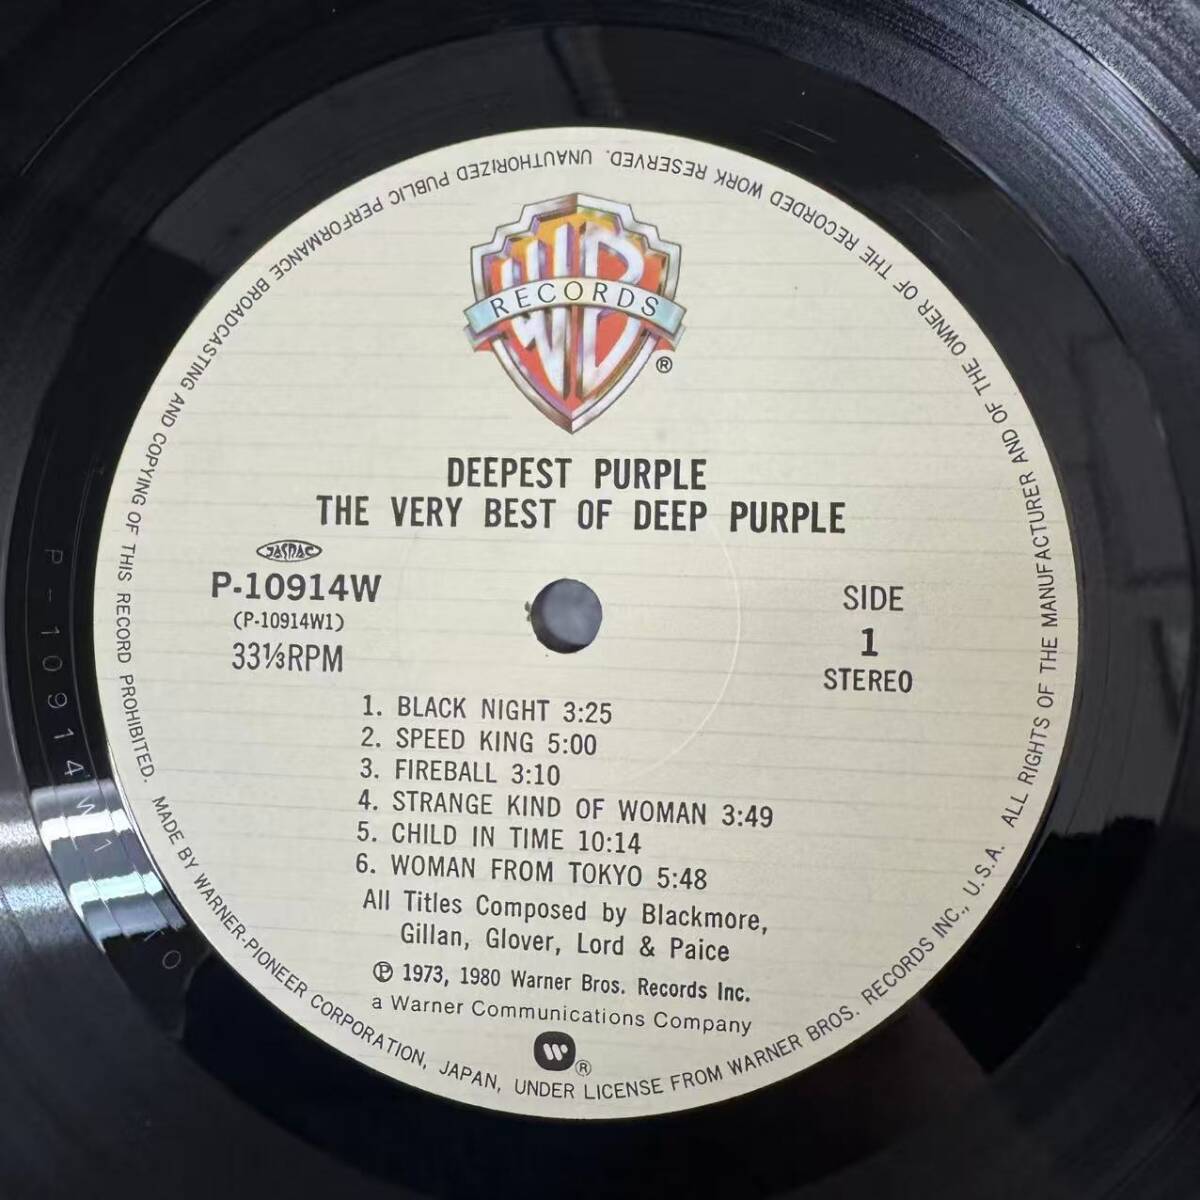 WB
RECORDS
®
DEEPEST PURPLE
THE VERY BEST OF DEEP PURPLE
JASRAC
P-10914W
(P-10914W1)
33⅓RPM
SIDE
1
STEREO
1. BLACK NIGHT 3:25
2. SPEED KING 5:00
3. FIREBALL 3:10
4. STRANGE KIND OF WOMAN 3:49
5. CHILD IN TIME 10:14
6. WOMAN FROM TOKYO 5:48
All Titles Composed by Blackmore,
Gillan, Glover, Lord & Paice
℗ 1973, 1980 Warner Bros. Records Inc.
a Warner Communications Company
®
MADE BY WARNER-PIONEER CORPORATION, JAPAN, UNDER LICENSE FROM WARNER BROS. RECORDS INC., U.S.A. ALL RIGHTS OF THE MANUFACTURER AND OF THE OWNER OF THE RECORDED WORK RESERVED. UNAUTHORIZED PUBLIC PERFORMANCE BROADCASTING AND COPYING OF THIS RECORD PROHIBITED.
P-10914W1